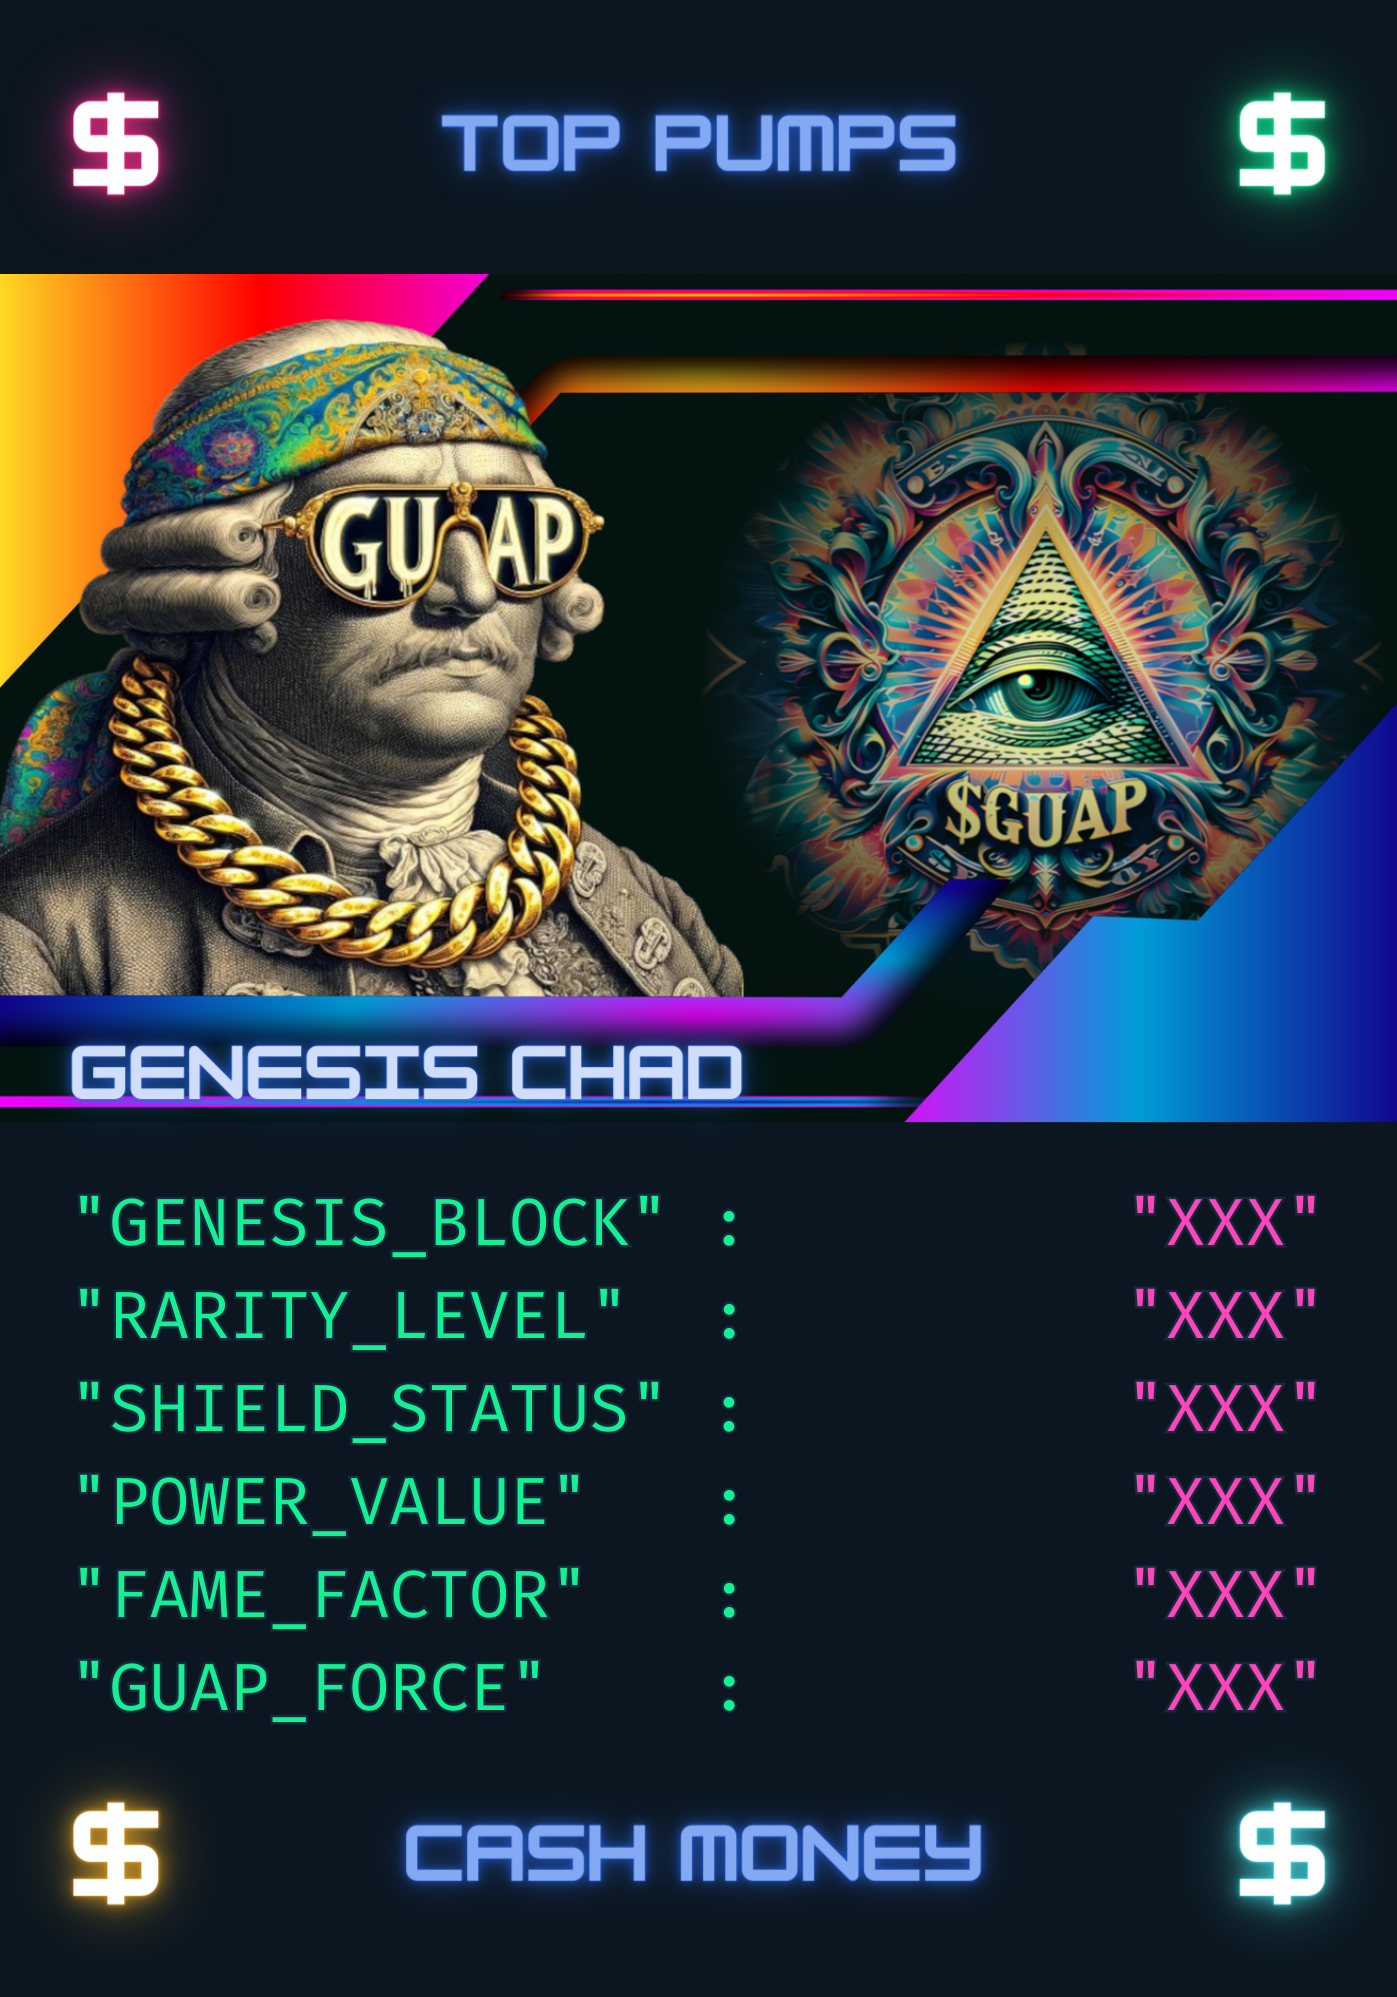 $ TOP PUMPS $
GUAP
$GUAP
GENESIS CHAD
"GENESIS_BLOCK" : "XXX"
"RARITY_LEVEL" : "XXX"
"SHIELD_STATUS" : "XXX"
"POWER_VALUE" : "XXX"
"FAME_FACTOR" : "XXX"
"GUAP_FORCE" : "XXX"
$ CASH MONEY $